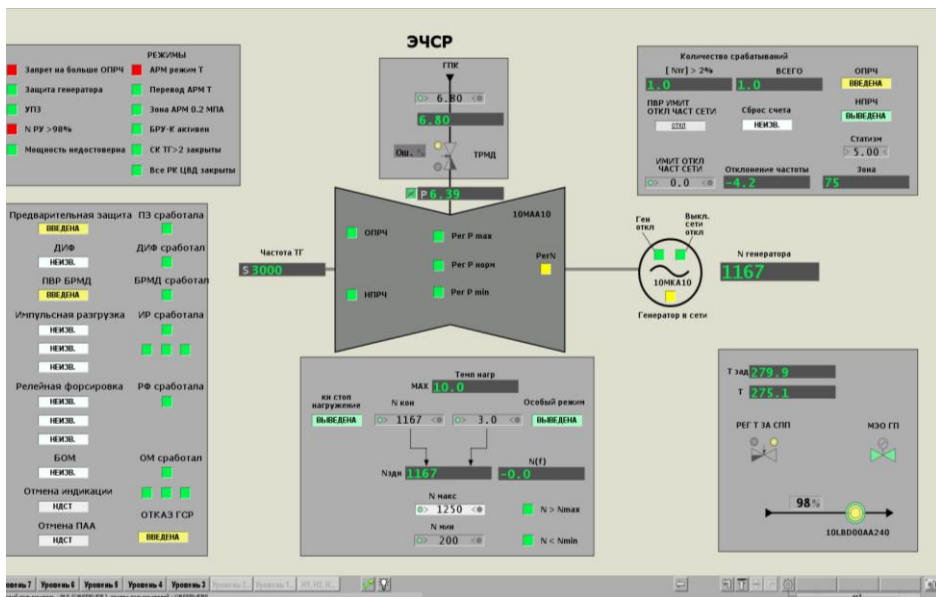 ЭЧСР
РЕЖИМЫ
Запрет на больше ОПРЧ
АРМ режим Т
Защита генератора
Перевод АРМ Т
УПЗ
Зона АРМ 0.2 МПА
N РУ >98%
БРУ-К активен
Мощность недостоверна
СК ТГ>2 закрыты
Все РК ЦВД закрыты
ГПК
6.80
6.80
Ош. %
ТРМД
P 6.39
Количество срабатываний
[ Nтг] > 2%
ВСЕГО
ОПРЧ
1.0
1.0
ВВЕДЕНА
ПВР ИМИТ
ОТКЛ ЧАСТ СЕТИ
Сброс счета
НПРЧ
откл
НЕИЗВ.
ВЫВЕДЕНА
Статизм
5.00
ИМИТ ОТКЛ
ЧАСТ СЕТИ
Отклонение частоты
Зона
0.0
-4.2
75
Предварительная защита
ПЗ сработала
ВВЕДЕНА
ДИФ
ДИФ сработал
НЕИЗВ.
ПВР БРМД
БРМД сработал
ВВЕДЕНА
Импульсная разгрузка
ИР сработала
НЕИЗВ.
НЕИЗВ.
НЕИЗВ.
Релейная форсировка
РФ сработала
НЕИЗВ.
НЕИЗВ.
НЕИЗВ.
БОМ
ОМ сработал
НЕИЗВ.
Отмена индикации
НДСТ
ОТКАЗ ГСР
Отмена ПАА
НДСТ
ВВЕДЕНА
Частота ТГ
S 3000
10MAA10
ОПРЧ
Рег P max
Рег P норм
РегN
НПРЧ
Рег P min
Ген
откл
Выкл.
сети
откл
10MKA10
Генератор в сети
N генератора
1167
Темп нагр
MAX 10.0
кн стоп
нагружение
N кон
Особый режим
ВЫВЕДЕНА
1167
3.0
ВЫВЕДЕНА
N(f)
Nзди 1167
-0.0
N макс
1250
N > Nmax
N мин
200
N < Nmin
Т зад 279.9
Т 275.1
РЕГ Т ЗА СПП
МЭО ГП
98%
10LBD00AA240
Уровень 6
Уровень 5
Уровень 4
Уровень 3